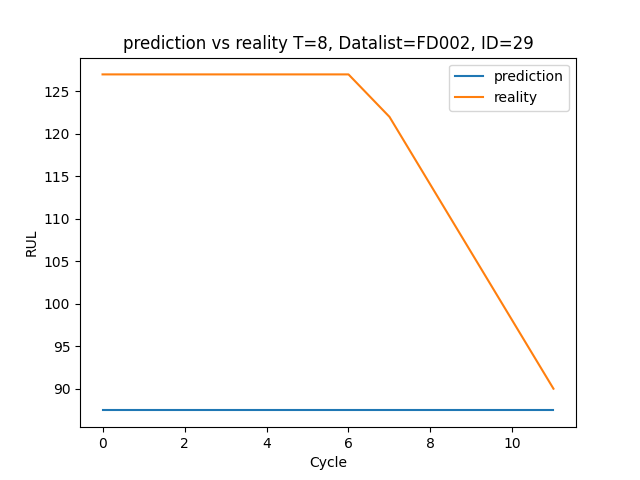 prediction vs reality T=8, Datalist=FD002, ID=29
prediction
reality
125
120
115
110
105
100
95
90
RUL
0 2 4 6 8 10
Cycle